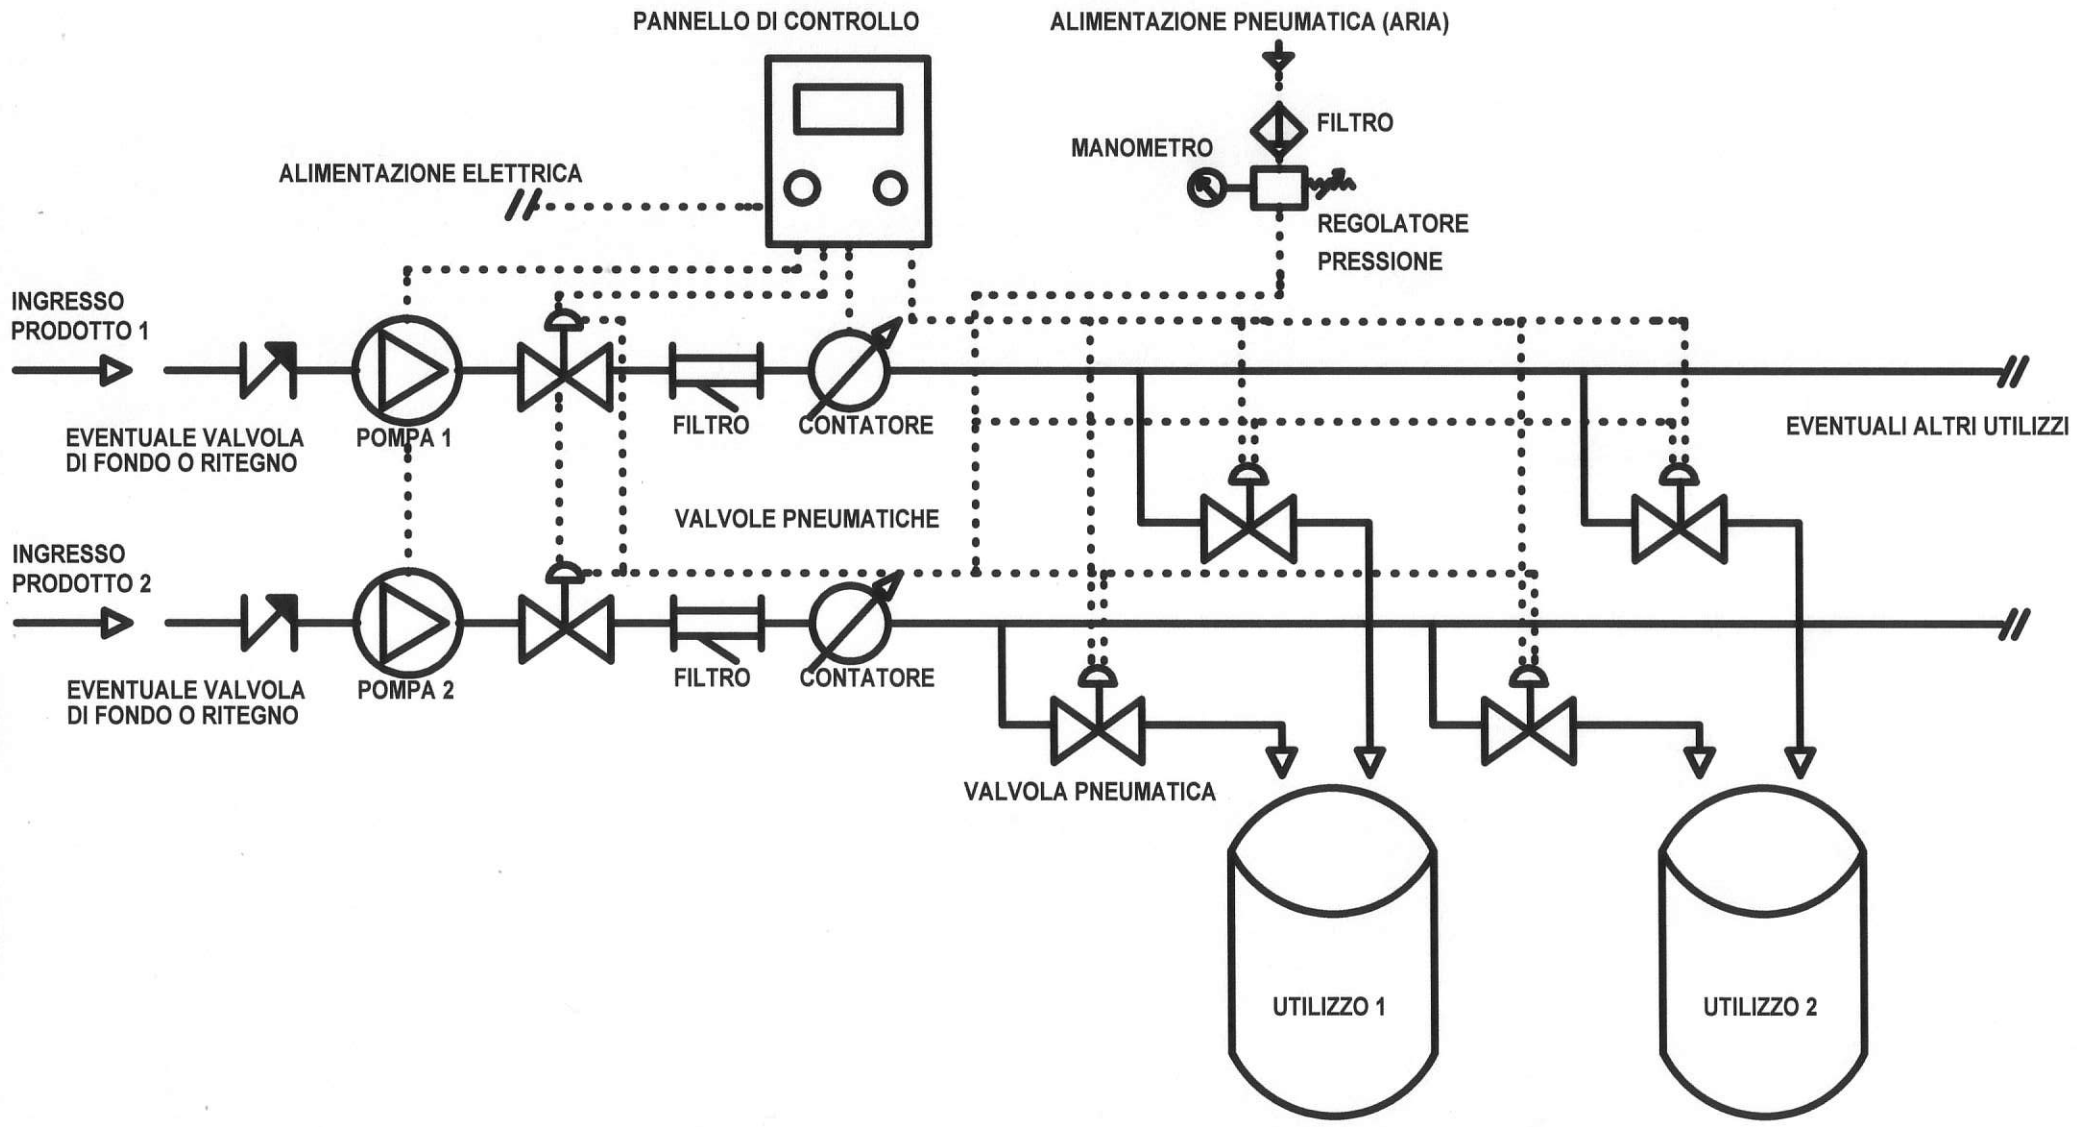 PANNELLO DI CONTROLLO
ALIMENTAZIONE PNEUMATICA (ARIA)
FILTRO
MANOMETRO
ALIMENTAZIONE ELETTRICA
REGOLATORE
PRESSIONE
INGRESSO
PRODOTTO 1
EVENTUALE VALVOLA
DI FONDO O RITEGNO
POMPA 1
FILTRO
CONTATORE
EVENTUALI ALTRI UTILIZZI
VALVOLE PNEUMATICHE
INGRESSO
PRODOTTO 2
EVENTUALE VALVOLA
DI FONDO O RITEGNO
POMPA 2
FILTRO
CONTATORE
VALVOLA PNEUMATICA
UTILIZZO 1
UTILIZZO 2